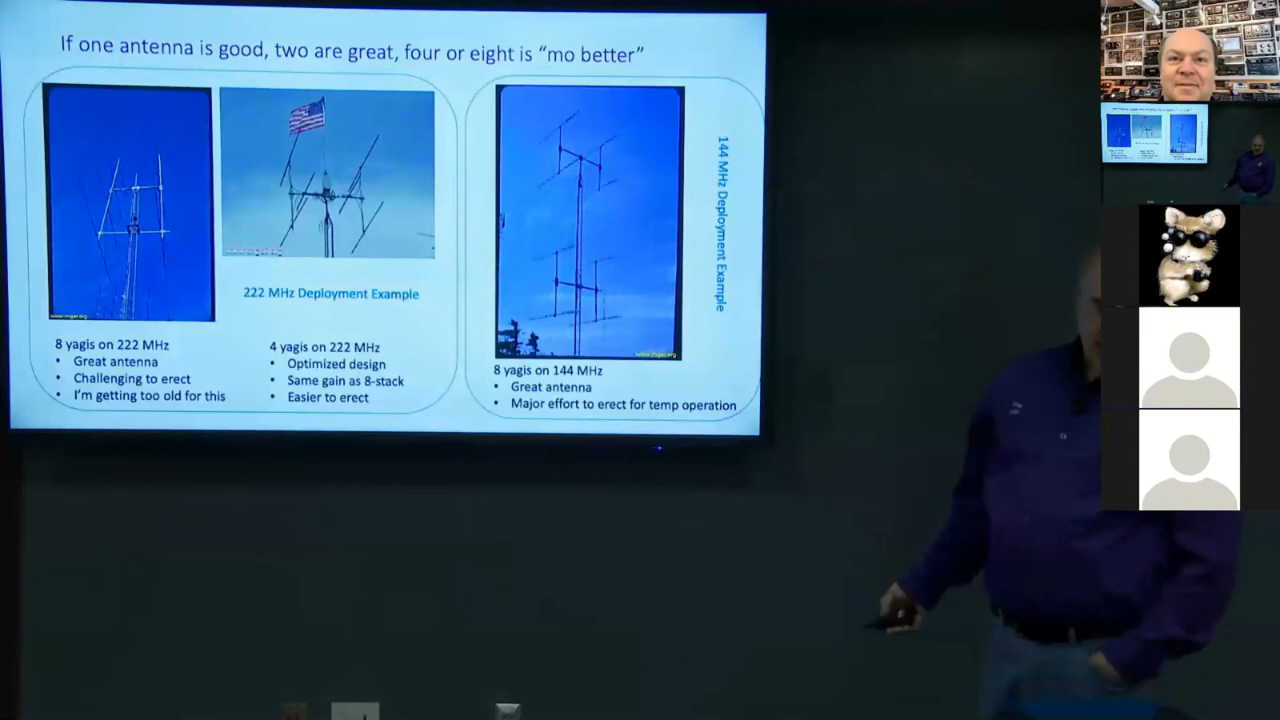 If one antenna is good, two are great, four or eight is “mo better”
222 MHz Deployment Example
144 MHz Deployment Example
8 yagis on 222 MHz
• Great antenna
• Challenging to erect
• I'm getting too old for this
4 yagis on 222 MHz
• Optimized design
• Same gain as 8-stack
• Easier to erect
8 yagis on 144 MHz
• Great antenna
• Major effort to erect for temp operation